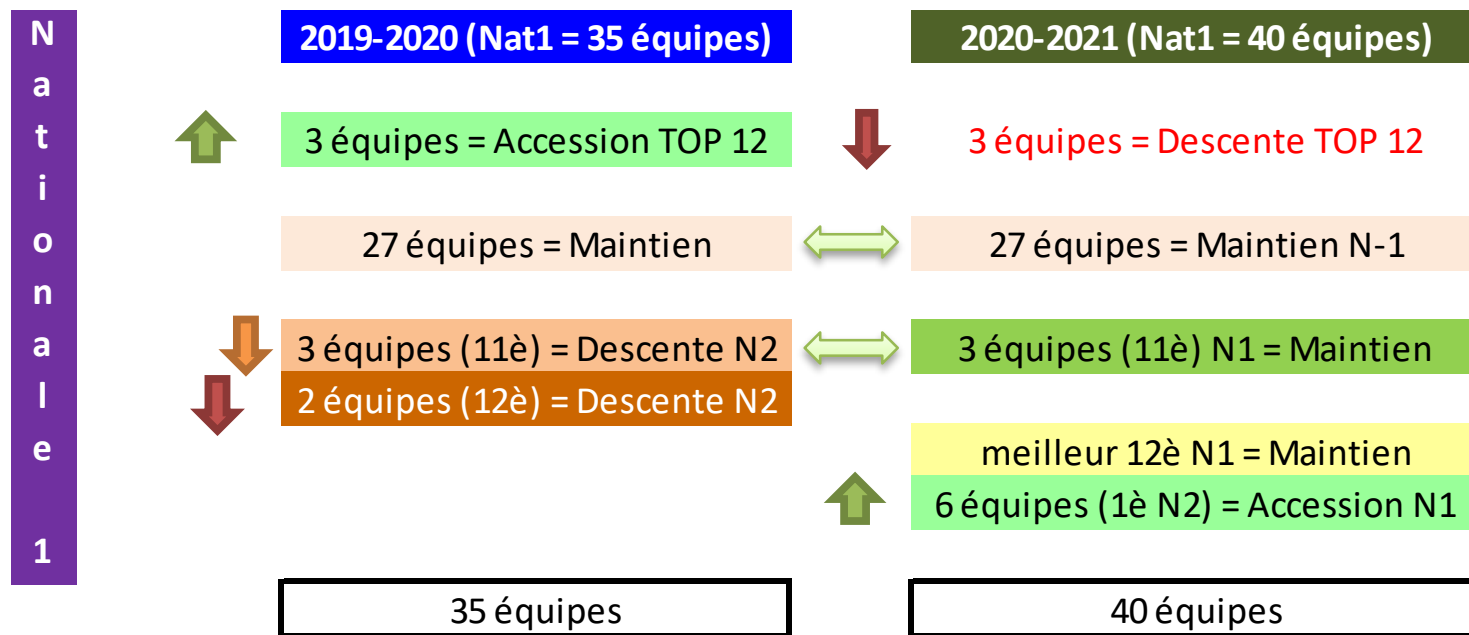 Nationale 1
2019-2020 (Nat1 = 35 équipes)
2020-2021 (Nat1 = 40 équipes)
3 équipes = Accession TOP 12
3 équipes = Descente TOP 12
27 équipes = Maintien
27 équipes = Maintien N-1
3 équipes (11è) = Descente N2
3 équipes (11è) N1 = Maintien
2 équipes (12è) = Descente N2
meilleur 12è N1 = Maintien
6 équipes (1è N2) = Accession N1
35 équipes
40 équipes